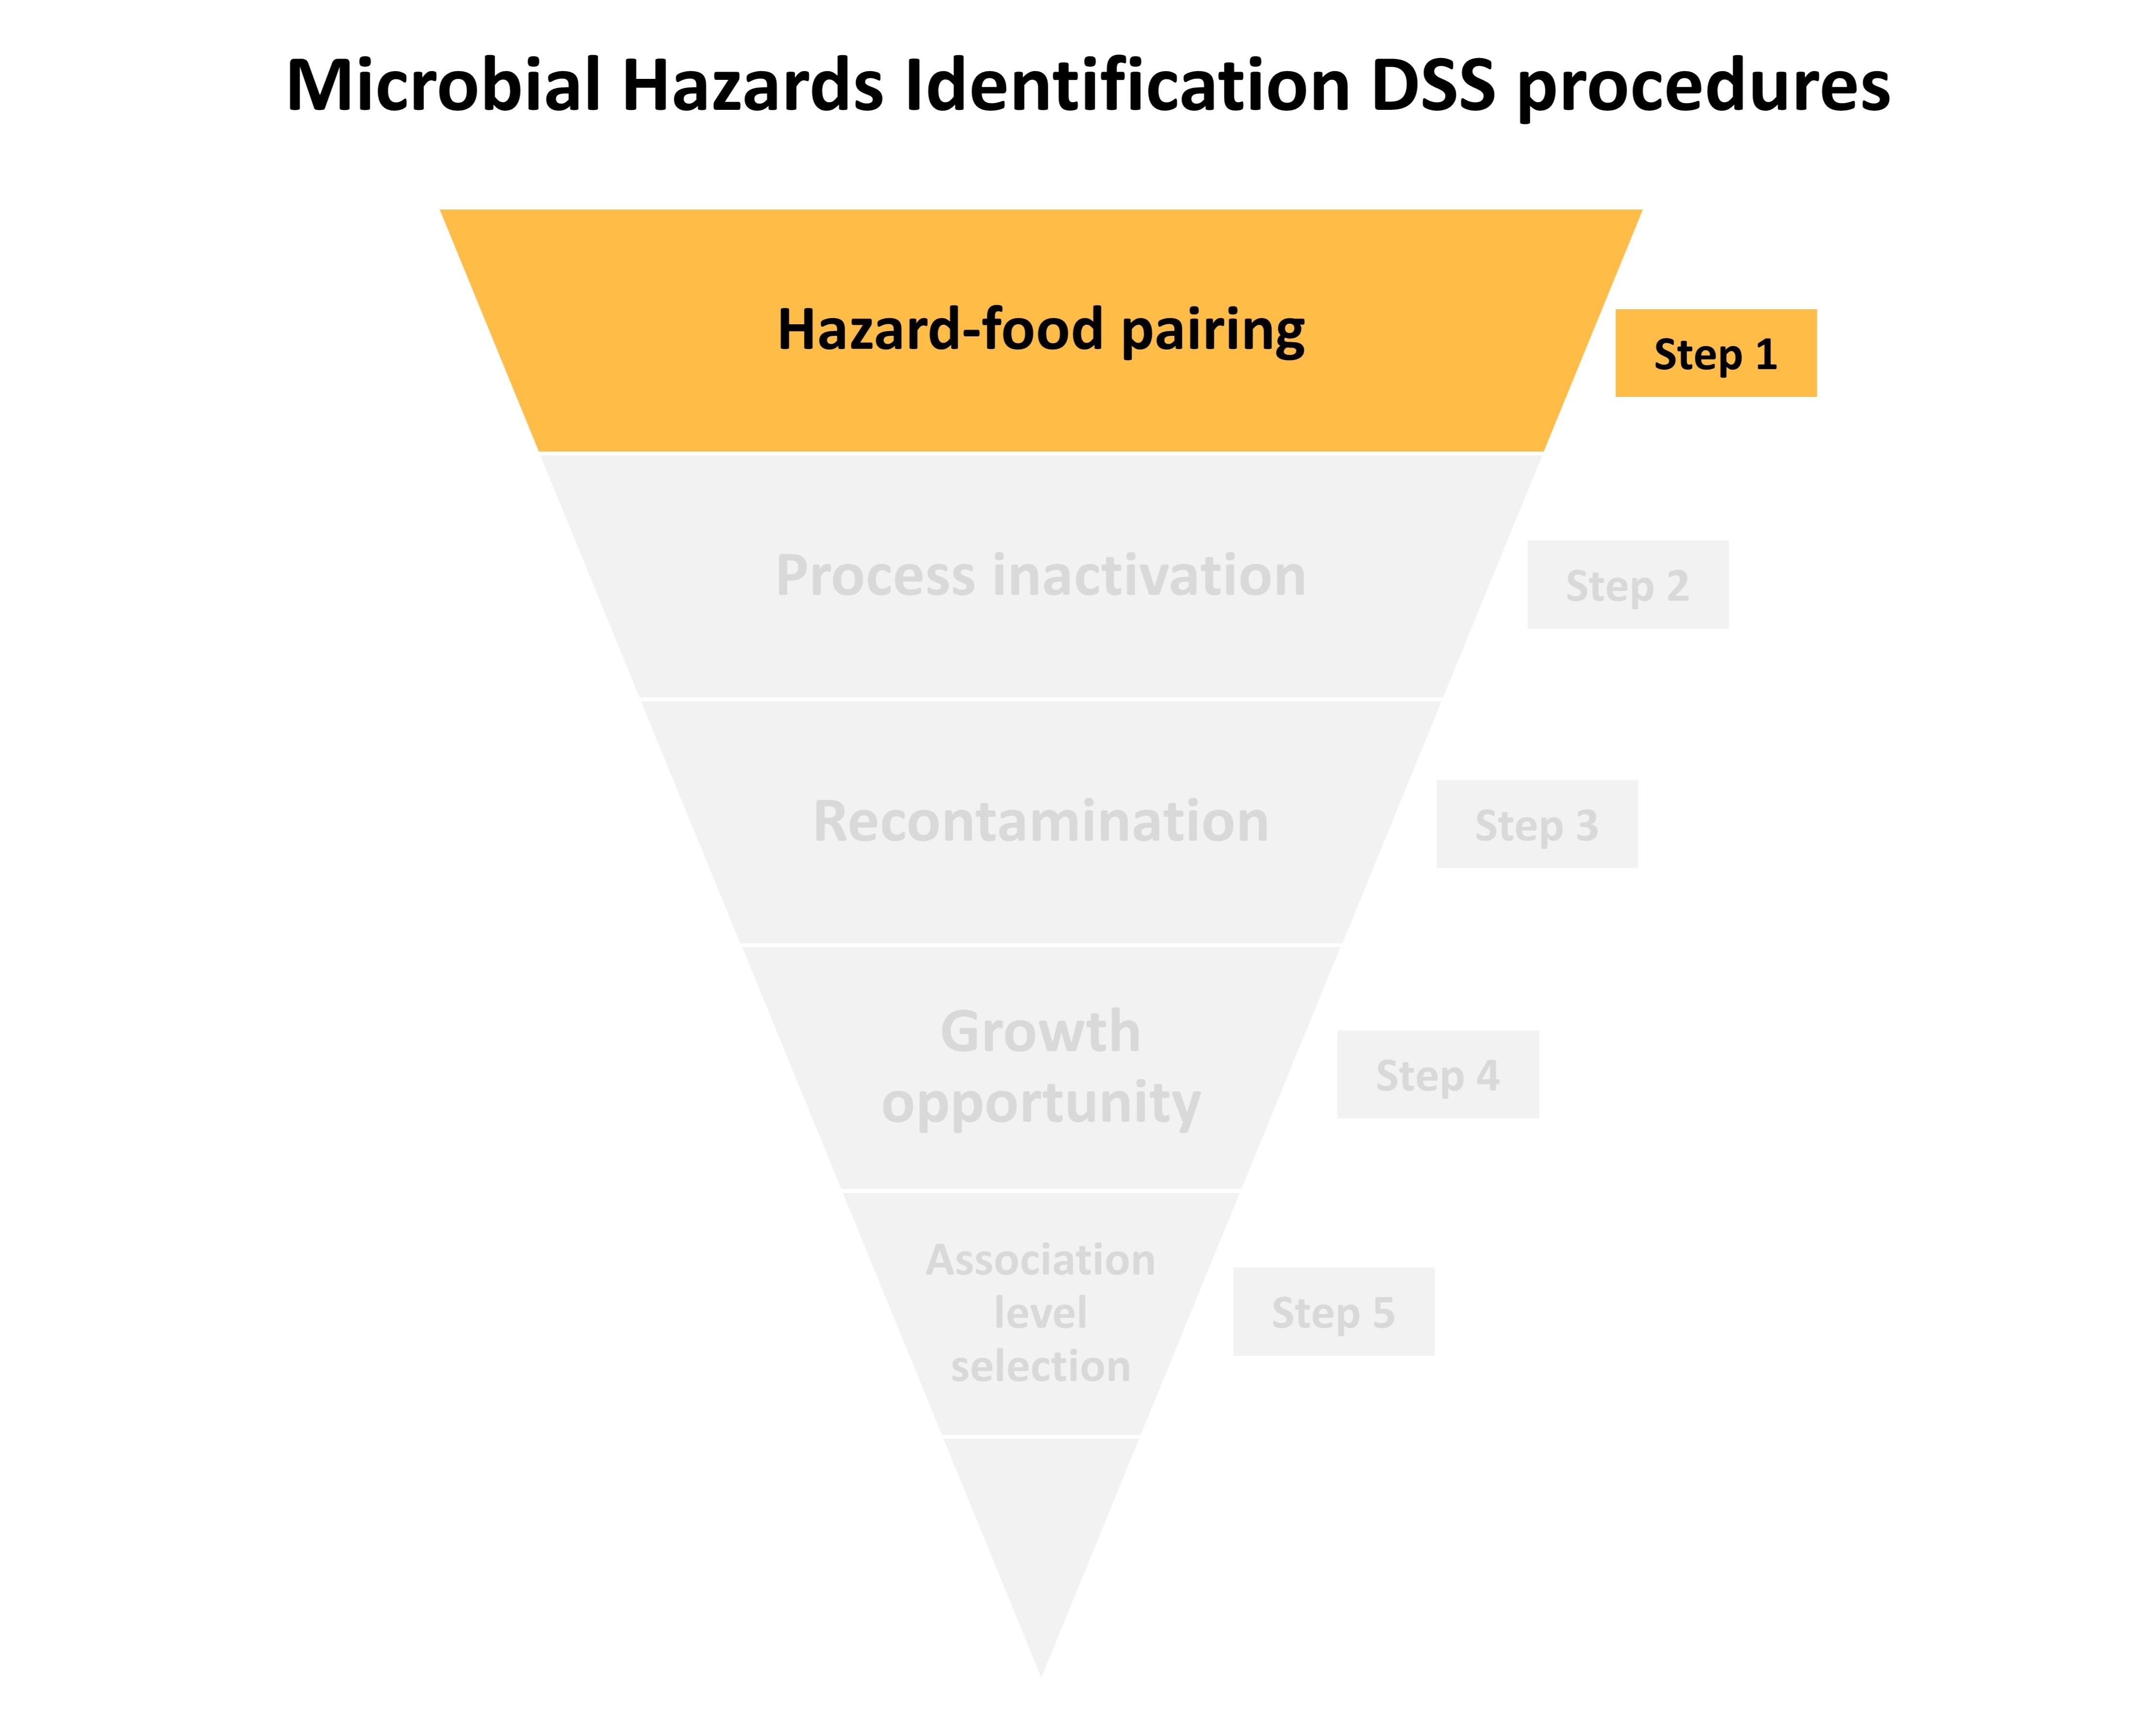 Microbial Hazards Identification DSS procedures
Hazard-food pairing
Step 1
Process inactivation
Step 2
Recontamination
Step 3
Growth
opportunity
Step 4
Association
level
selection
Step 5